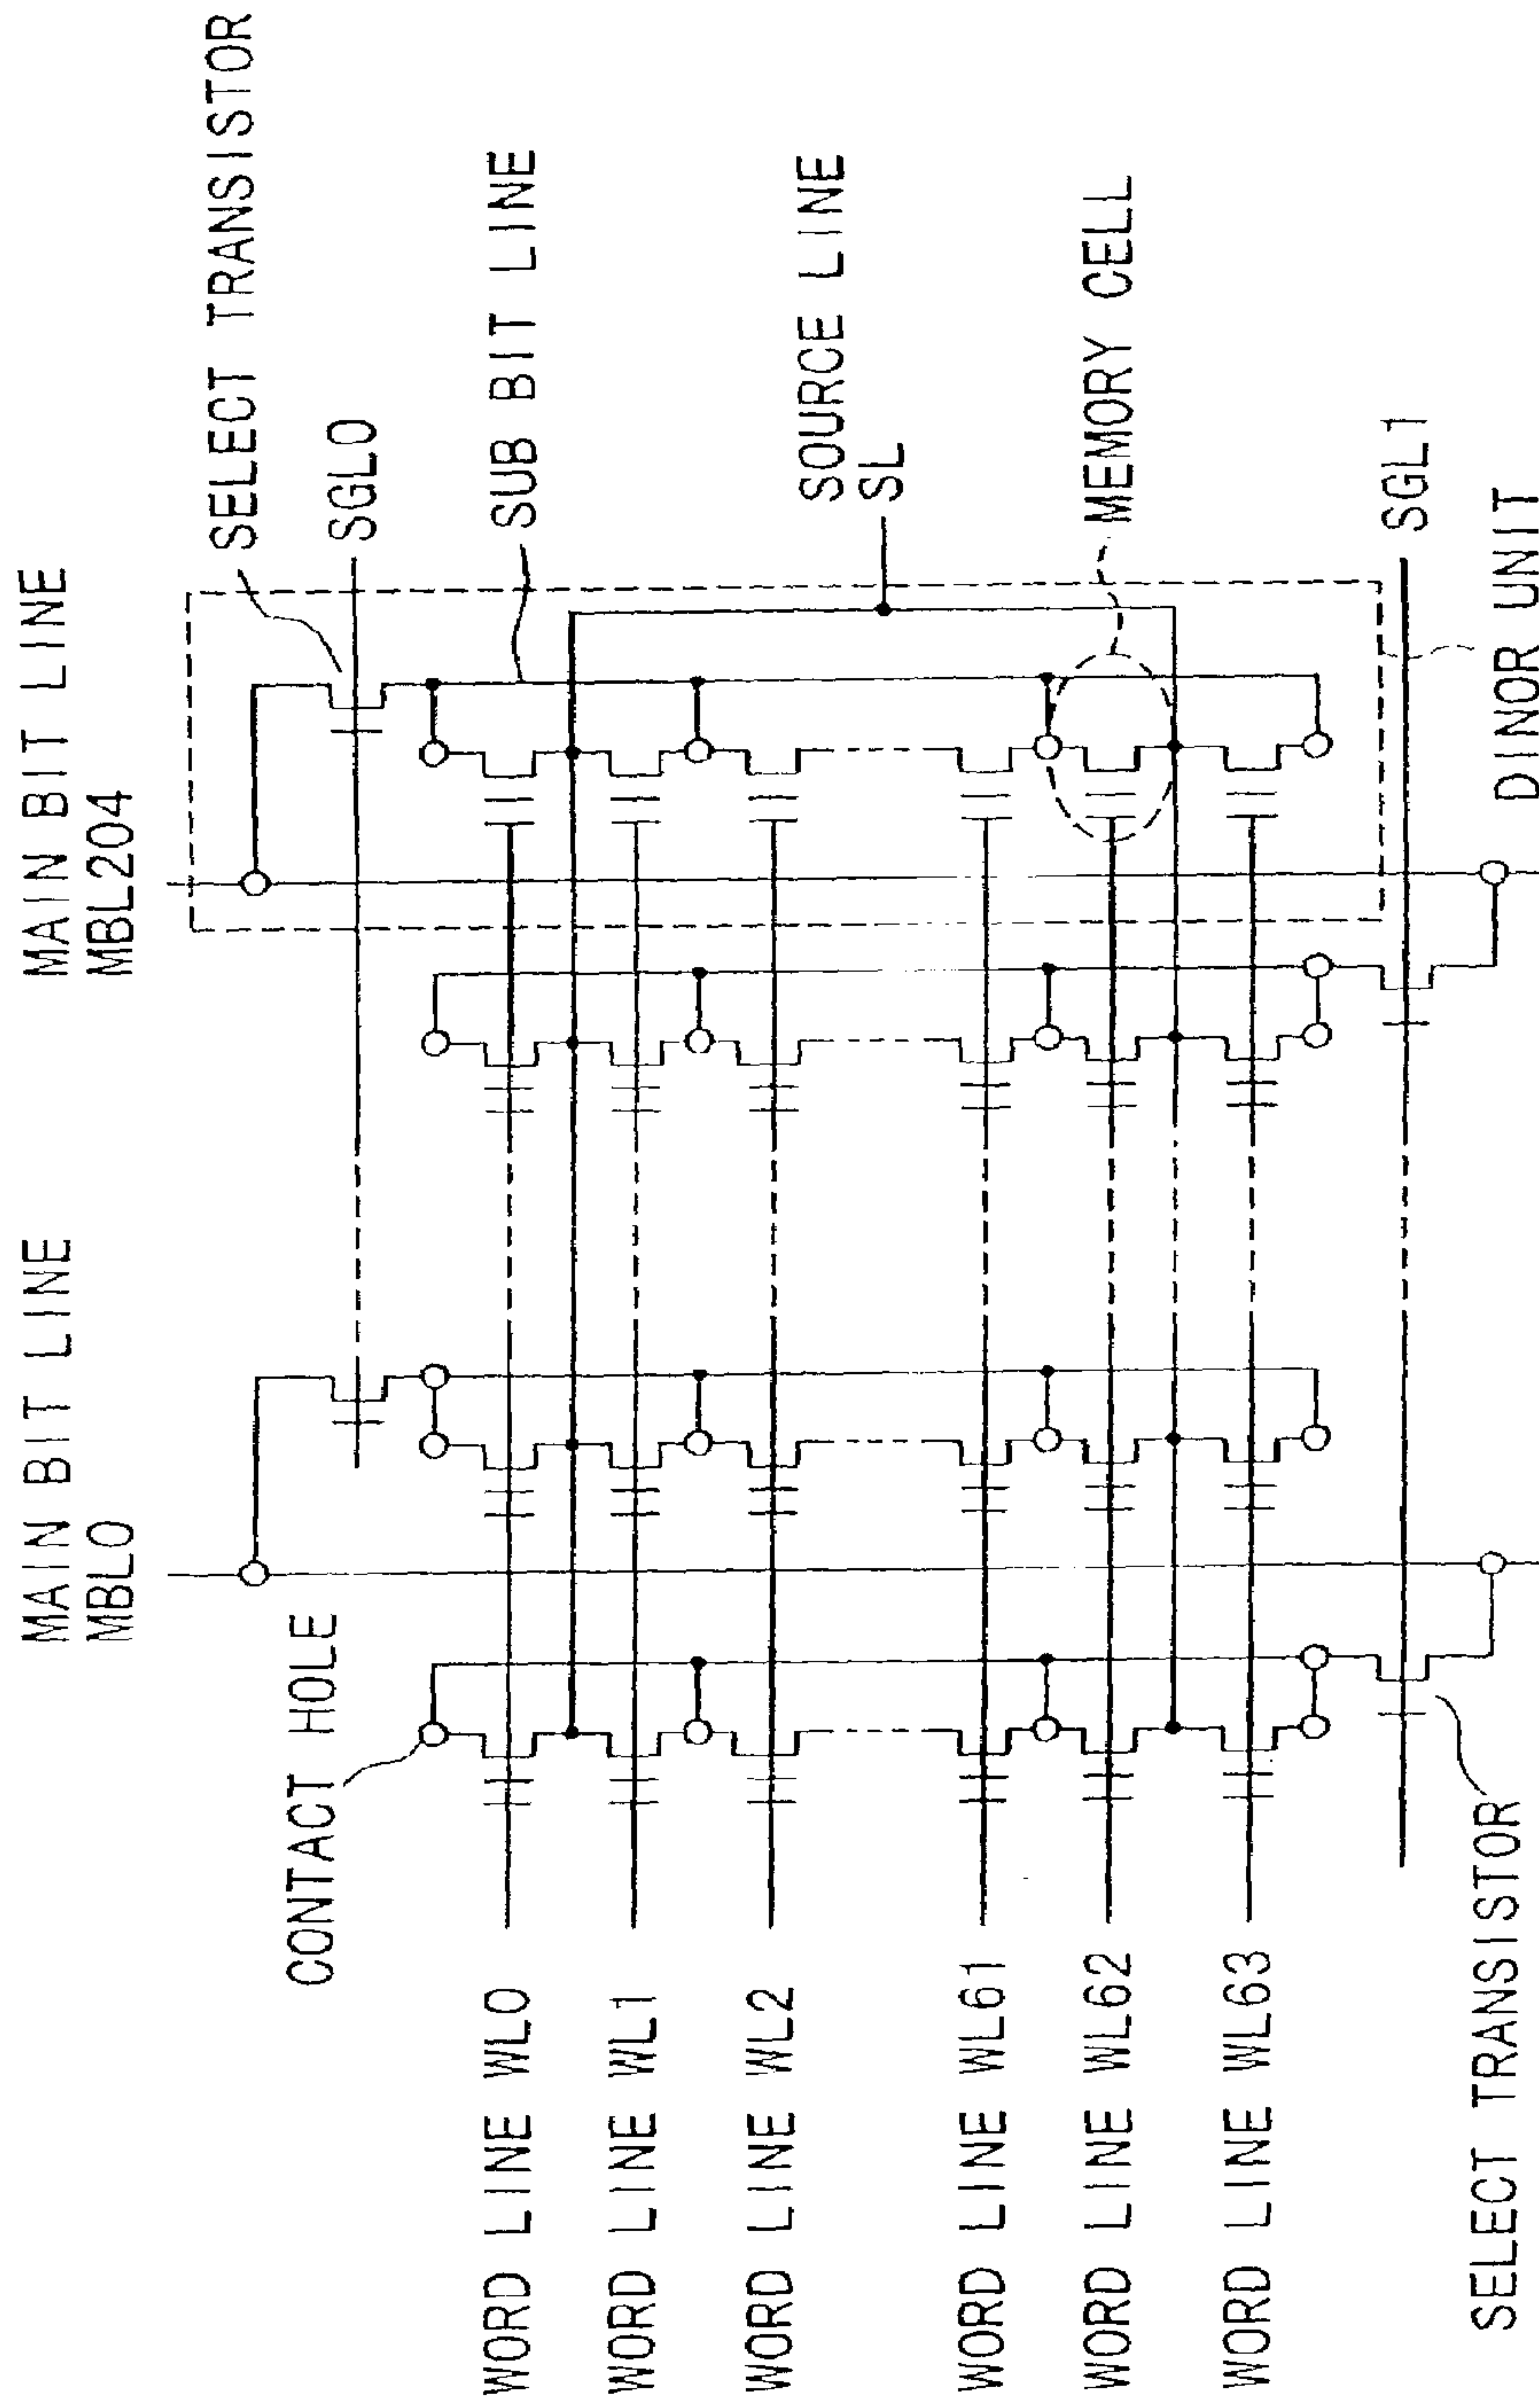 MAIN BIT LINE
MBL0
MAIN BIT LINE
MBL204
SELECT TRANSISTOR
CONTACT HOLE
SGL0
WORD LINE WL0
SUB BIT LINE
WORD LINE WL1
WORD LINE WL2
SOURCE LINE
SL
WORD LINE WL61
WORD LINE WL62
MEMORY CELL
WORD LINE WL63
SGL1
SELECT TRANSISTOR
DINOR UNIT